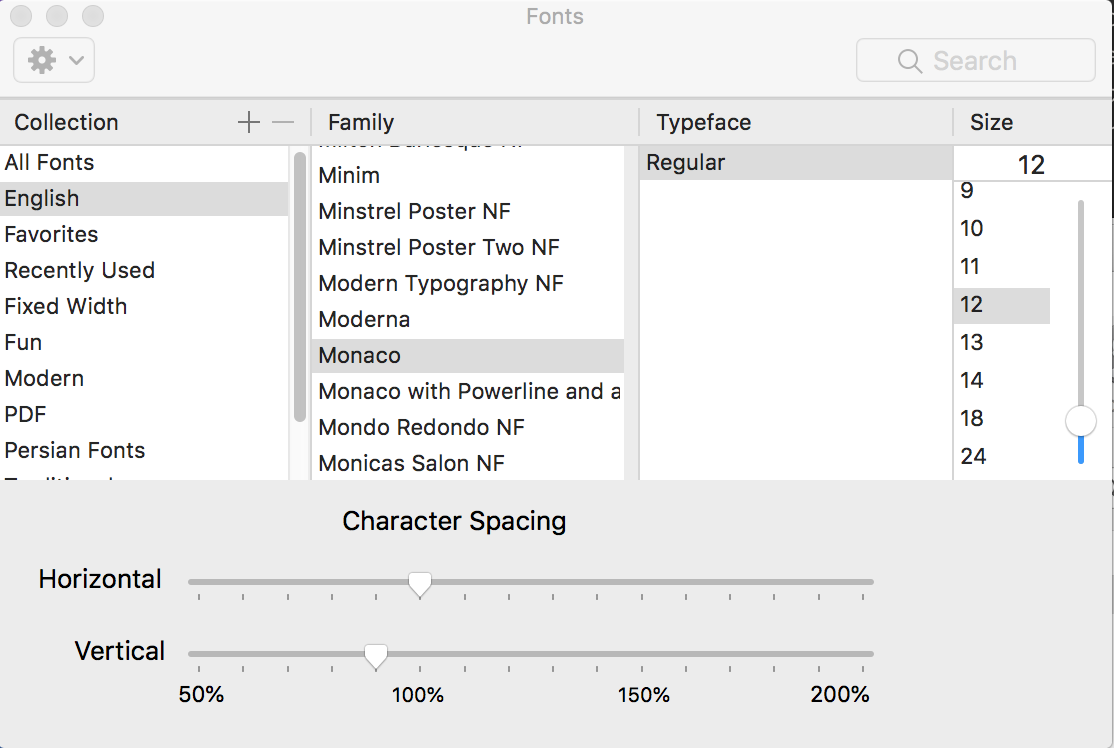 Fonts
Search
Collection
Family
Typeface
Size
All Fonts
English
Favorites
Recently Used
Fixed Width
Fun
Modern
PDF
Persian Fonts
Minim
Minstrel Poster NF
Minstrel Poster Two NF
Modern Typography NF
Moderna
Monaco
Monaco with Powerline and a
Mondo Redondo NF
Monicas Salon NF
Regular
12
9
10
11
12
13
14
18
24
Character Spacing
Horizontal
Vertical
50% 100% 150% 200%